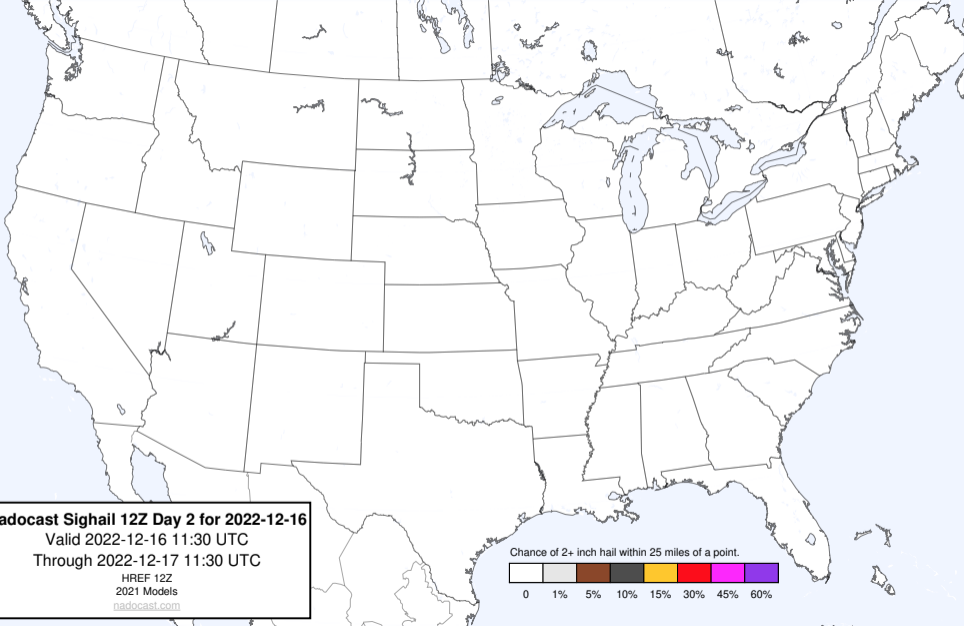 adocast Sighail 12Z Day 2 for 2022-12-16
Valid 2022-12-16 11:30 UTC
Through 2022-12-17 11:30 UTC
HREF 12Z
2021 Models
nadocast.com
Chance of 2+ inch hail within 25 miles of a point.
0 1% 5% 10% 15% 30% 45% 60%